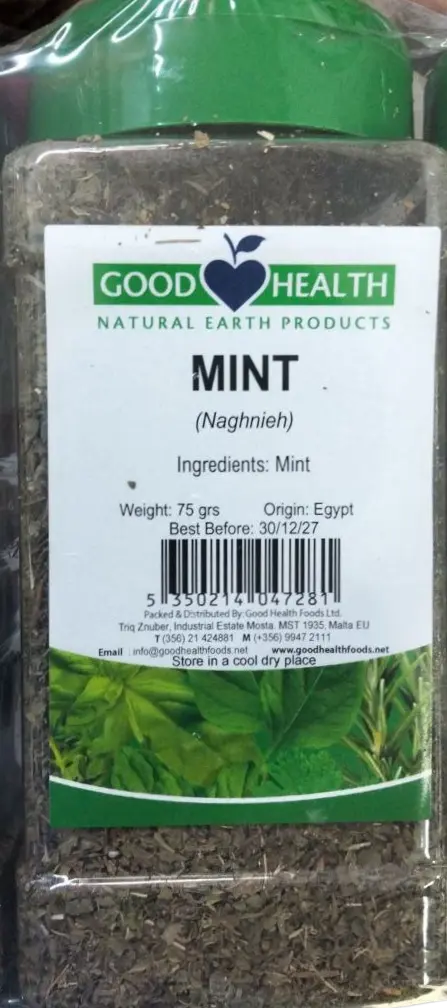 GOOD HEALTH
NATURAL EARTH PRODUCTS
MINT
(Naghnieh)
Ingredients: Mint
Weight: 75 grs Origin: Egypt
Best Before: 30/12/27
5 350214 047281
Packed & Distributed By:Good Health Foods Ltd.
Triq Znuber, Industrial Estate Mosta. MST 1935, Malta EU
T (356) 21 424881 M (+356) 9947 2111
Email : info@goodhealthfoods.net www.goodhealthfoods.net
Store in a cool dry place